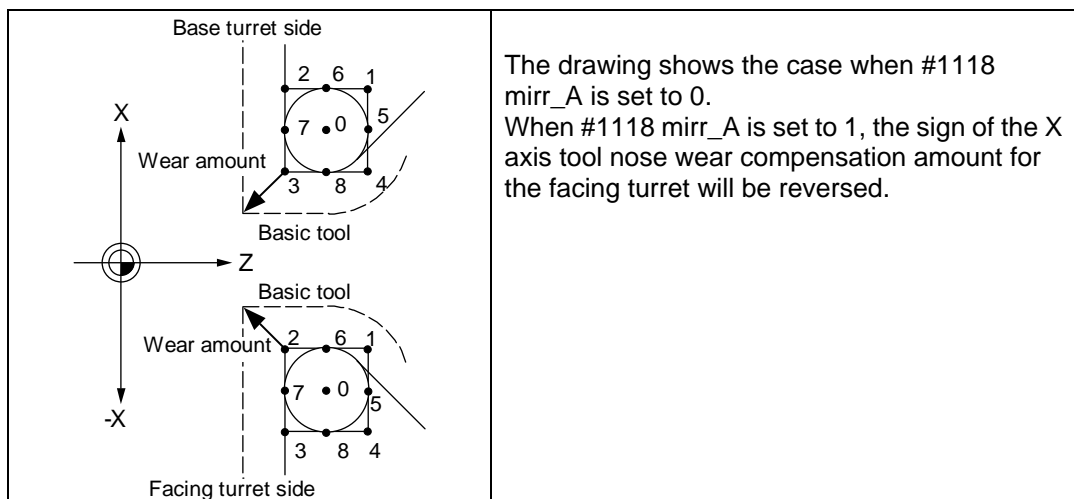 Base turret side
2 6 1
X
5
7 0
Wear amount
3 8 4
Basic tool
Z
Basic tool
2 6 1
Wear amount
7 0
5
-X
3 8 4
Facing turret side
The drawing shows the case when #1118
mirr_A is set to 0.
When #1118 mirr_A is set to 1, the sign of the X
axis tool nose wear compensation amount for
the facing turret will be reversed.